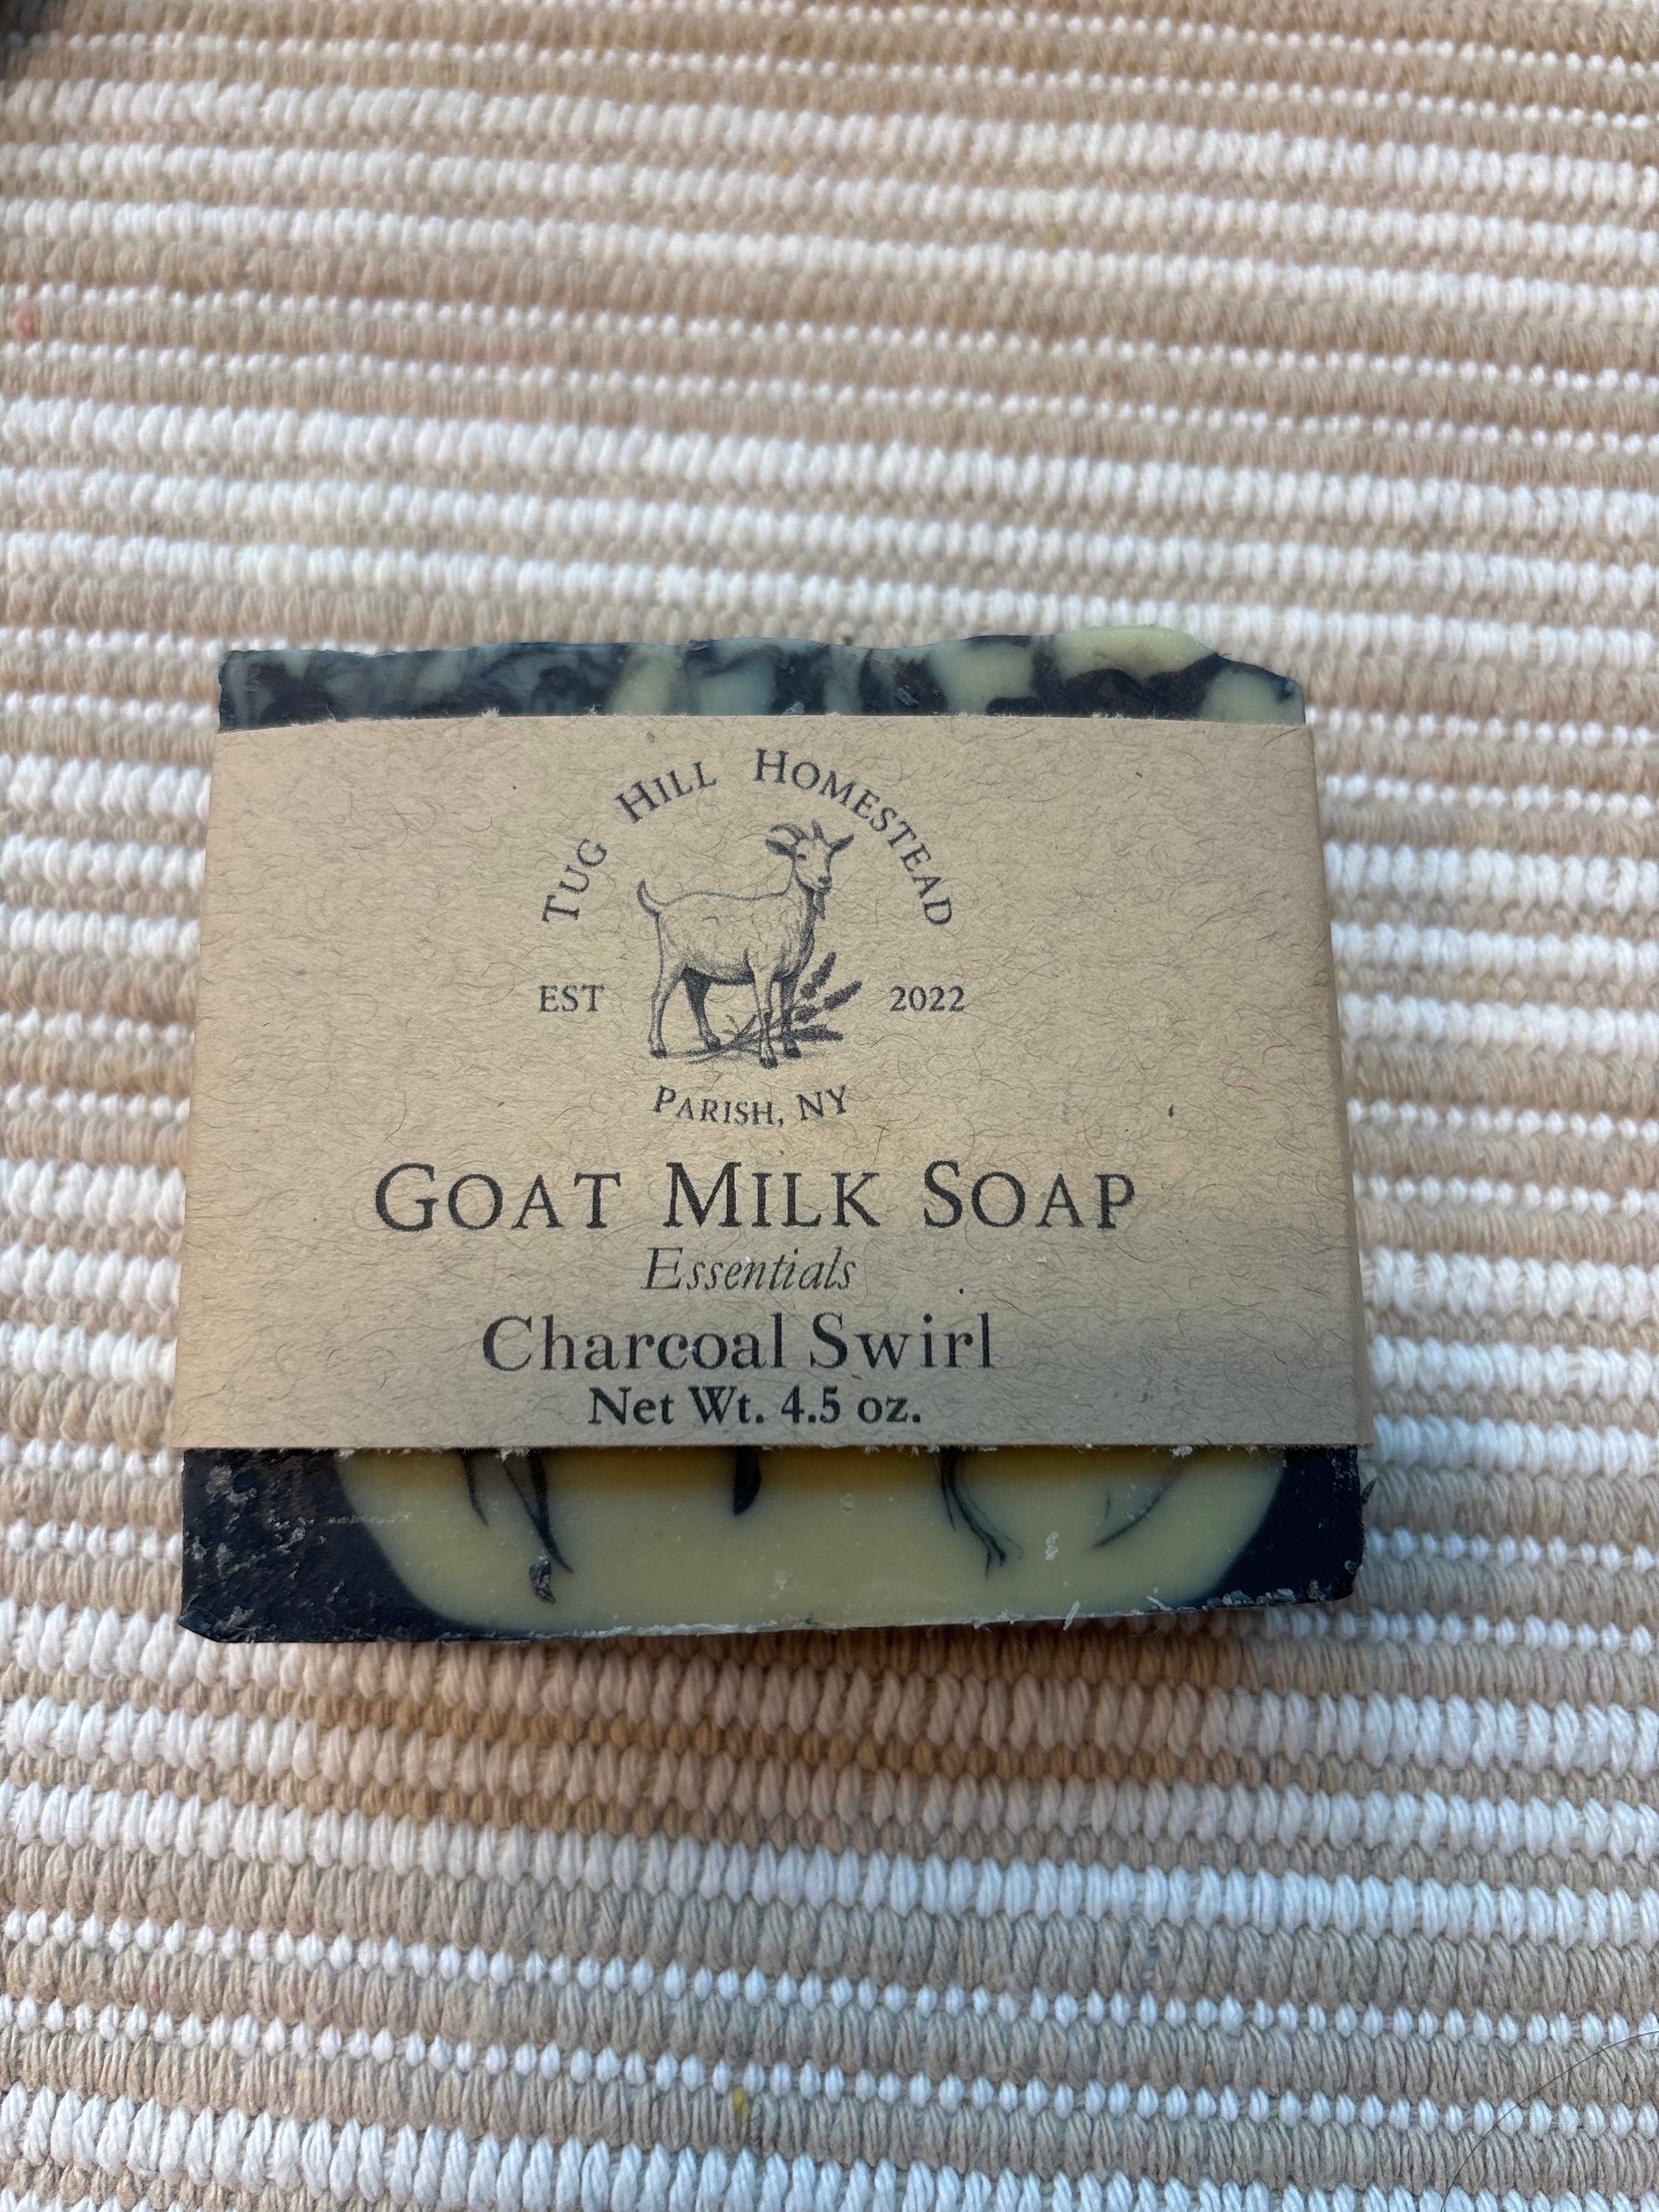 TUG HILL HOMESTEAD
EST 2022
PARISH, NY
GOAT MILK SOAP
Essentials
Charcoal Swirl
Net Wt. 4.5 oz.